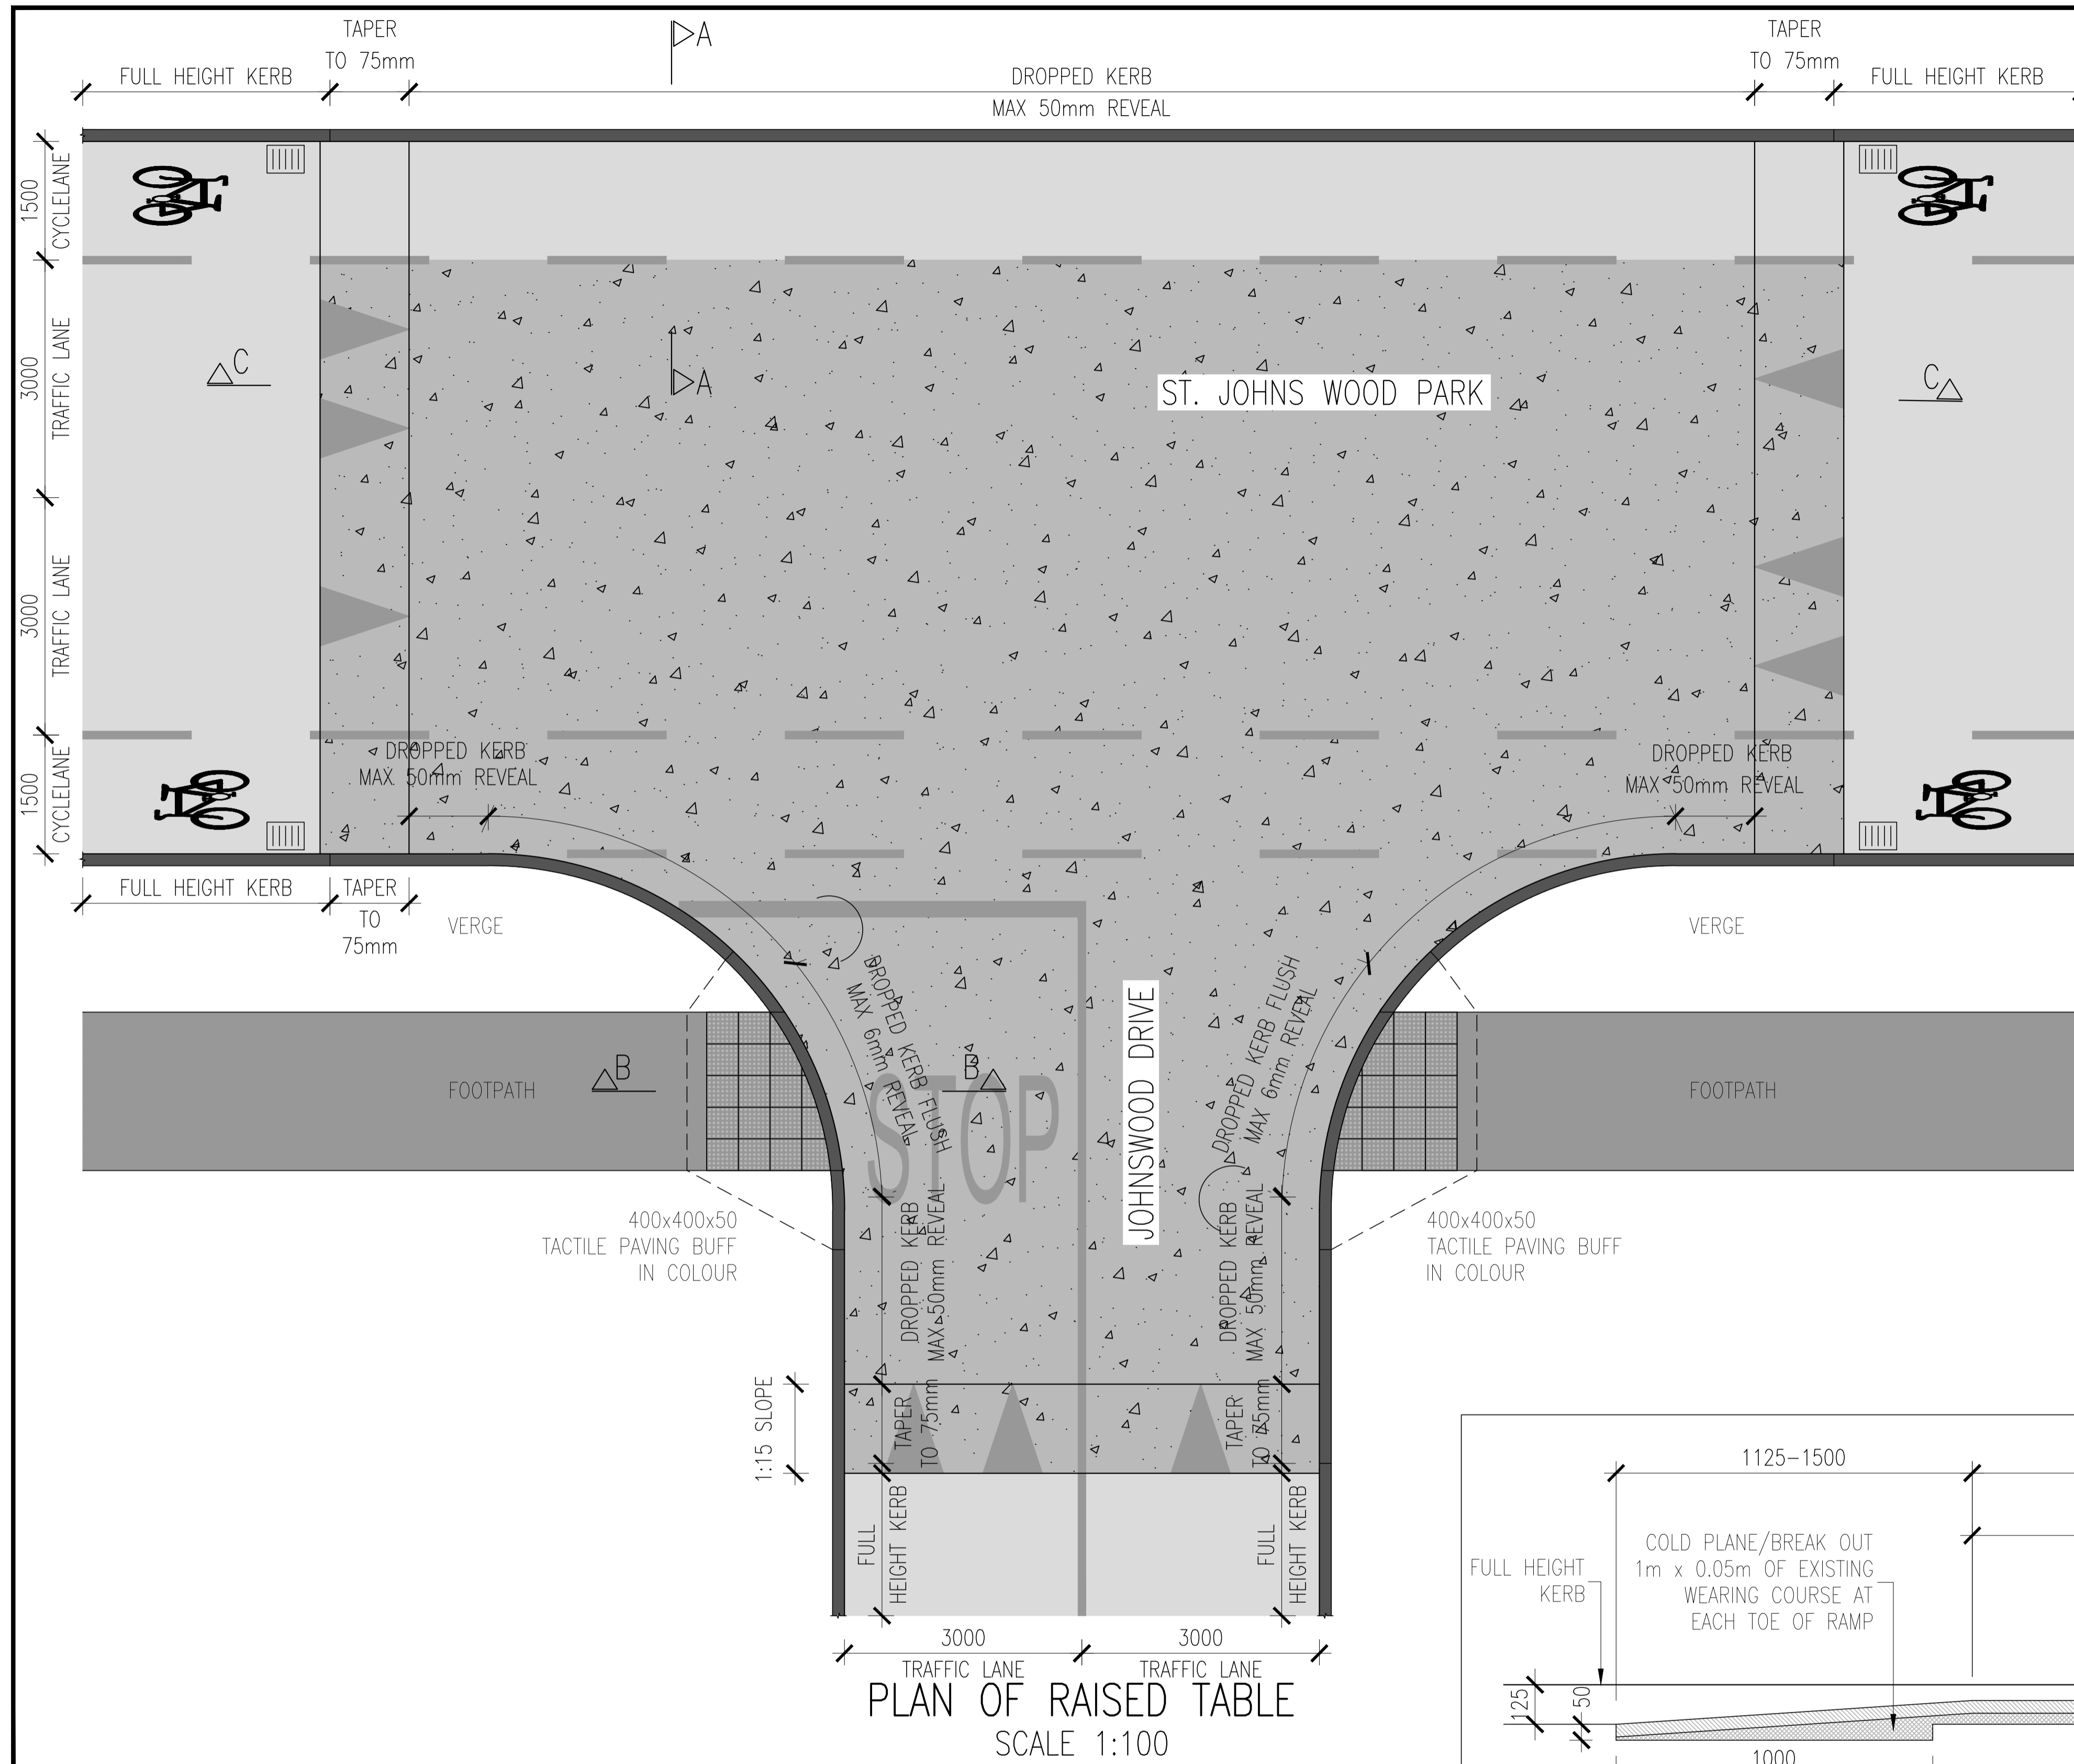 TAPER
TO 75mm
A
TAPER
TO 75mm
FULL HEIGHT KERB
DROPPED KERB
MAX 50mm REVEAL
FULL HEIGHT KERB
1500
CYCLELANE
3000
TRAFFIC LANE
3000
TRAFFIC LANE
1500
CYCLELANE
C
A
ST. JOHNS WOOD PARK
C
DROPPED KERB
MAX 50mm REVEAL
DROPPED KERB
MAX 50mm REVEAL
FULL HEIGHT KERB
TAPER
TO
75mm
VERGE
VERGE
DROPPED KERB FLUSH
MAX 6mm REVEAL
DROPPED KERB FLUSH
MAX 6mm REVEAL
JOHNSWOOD DRIVE
FOOTPATH
B
B
STOP
FOOTPATH
400x400x50
TACTILE PAVING BUFF
IN COLOUR
400x400x50
TACTILE PAVING BUFF
IN COLOUR
DROPPED KERB
MAX 50mm REVEAL
DROPPED KERB
MAX 50mm REVEAL
1:15 SLOPE
TAPER
TO 75mm
TAPER
TO 75mm
FULL
HEIGHT KERB
FULL
HEIGHT KERB
3000
TRAFFIC LANE
3000
TRAFFIC LANE
PLAN OF RAISED TABLE
SCALE 1:100
1125-1500
FULL HEIGHT
KERB
COLD PLANE/BREAK OUT
1m x 0.05m OF EXISTING
WEARING COURSE AT
EACH TOE OF RAMP
125
50
1000